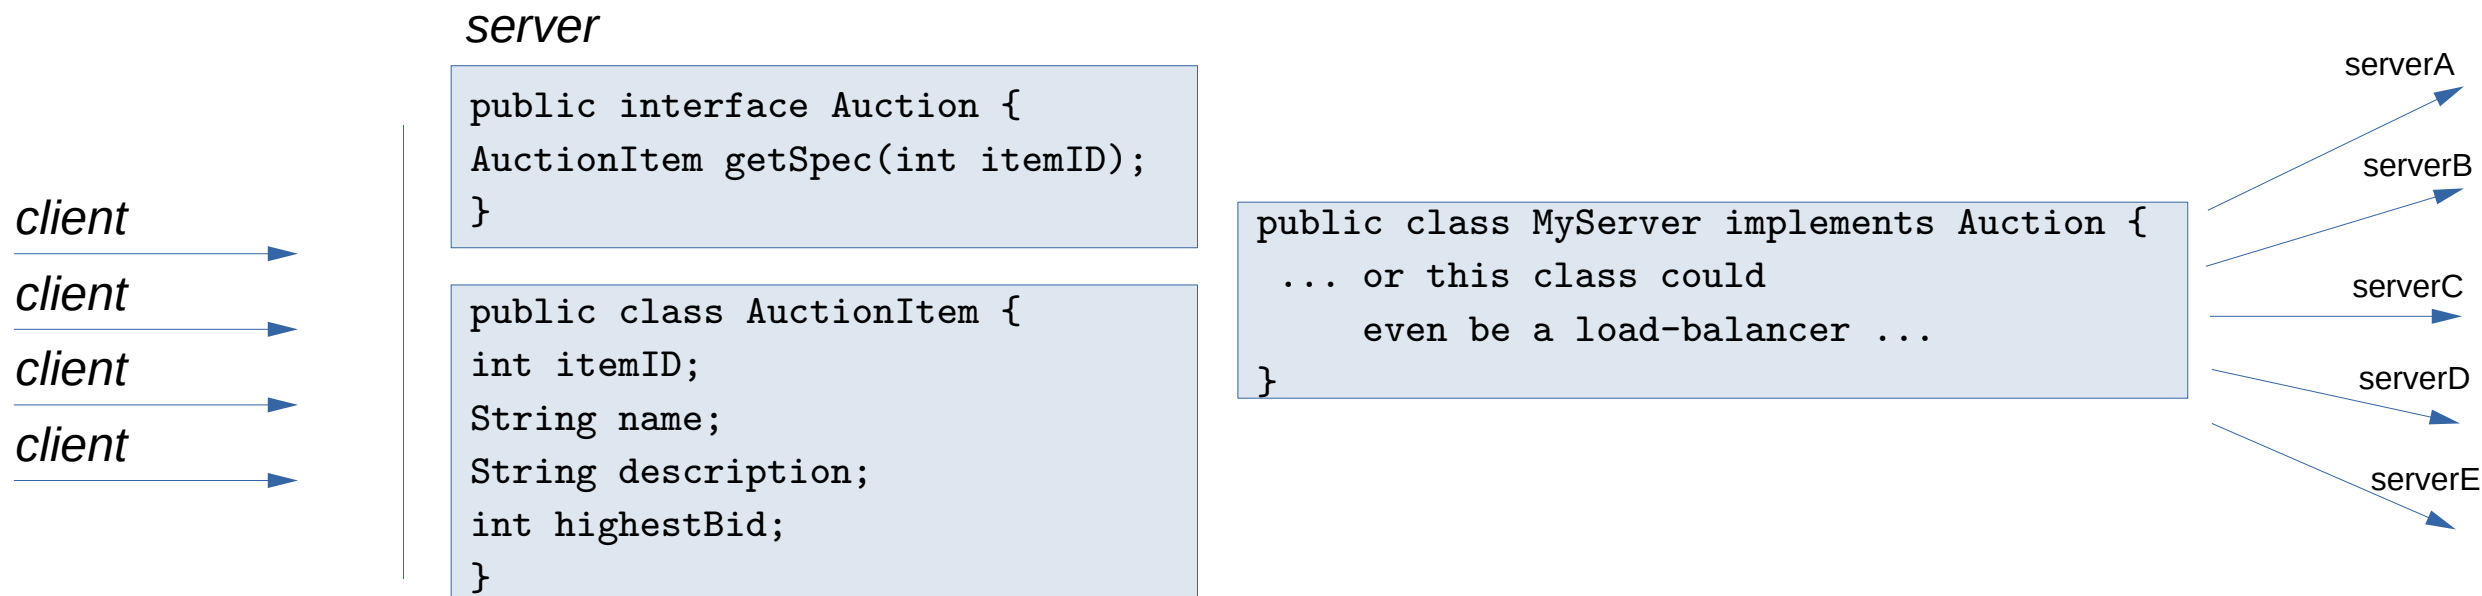 server
public interface Auction {
AuctionItem getSpec(int itemID);
}
client
client
client
client
public class AuctionItem {
int itemID;
String name;
String description;
int highestBid;
}
public class MyServer implements Auction {
... or this class could
even be a load-balancer ...
}
serverA
serverB
serverC
serverD
serverE